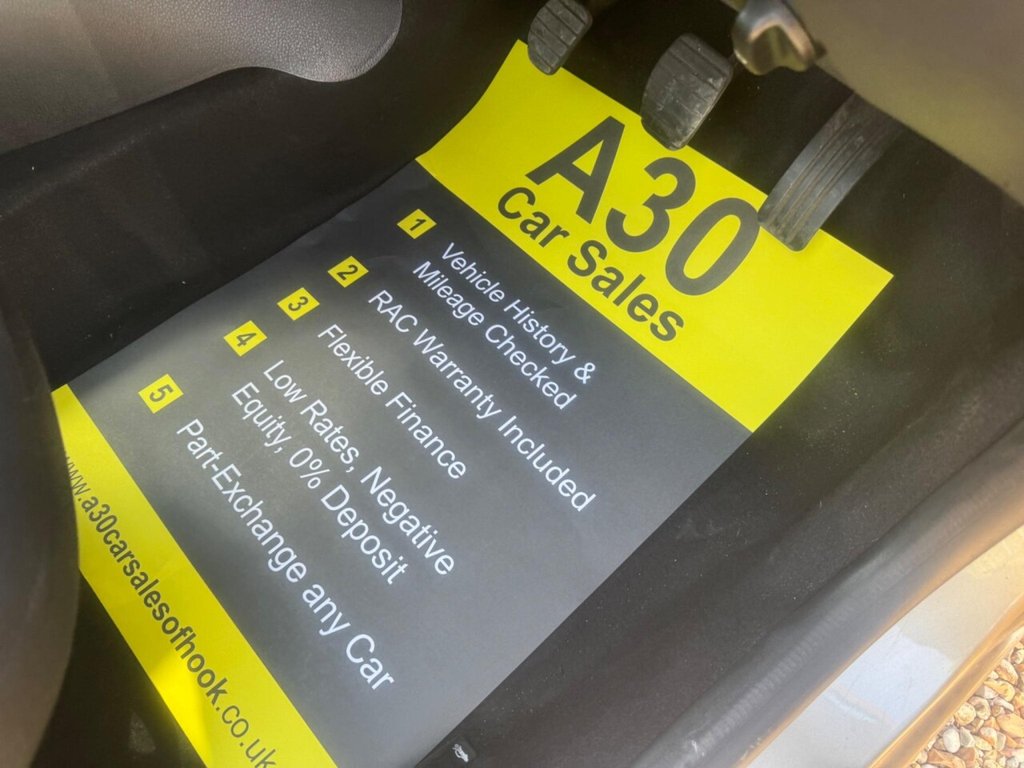 A30
Car Sales
1 Vehicle History &
Mileage Checked
2 RAC Warranty Included
3 Flexible Finance
4 Low Rates, Negative
Equity, 0% Deposit
5 Part-Exchange any Car
www.a30carsalesofhook.co.uk